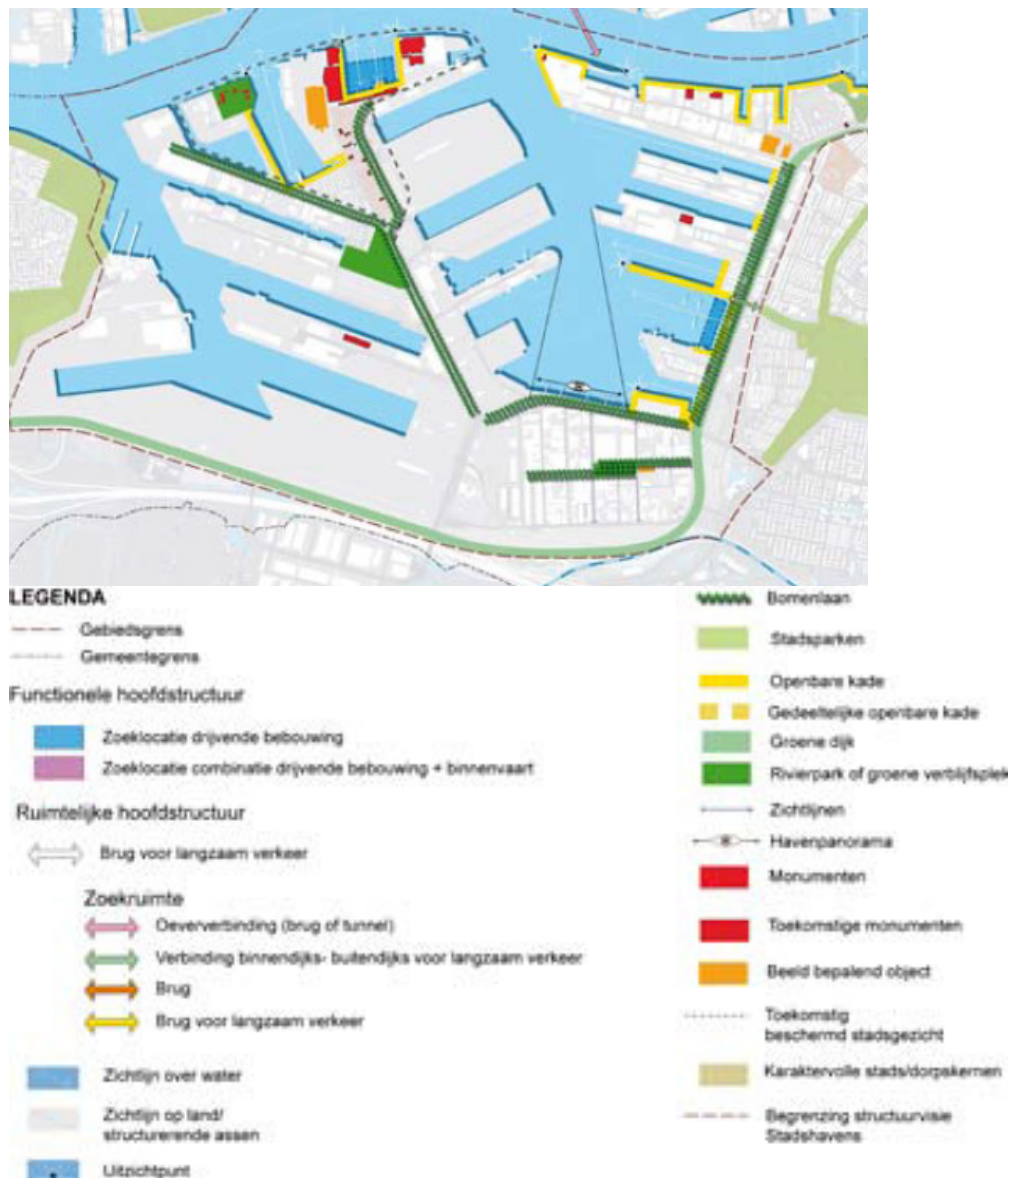 LEGENDA
Gebiedsgrens
Gemeentegrens
Functionele hoofdstructuur
Zoeklocatie drijvende bebouwing
Zoeklocatie combinatie drijvende bebouwing + binnenvaart
Ruimtelijke hoofdstructuur
Brug voor langzaam verkeer
Zoekruimte
Oeververbinding (brug of tunnel)
Verbinding binnendijks- buitendijks voor langzaam verkeer
Brug
Brug voor langzaam verkeer
Zichtlijn over water
Zichtlijn op land/
structurerende assen
Uitzichtpunt
Bomenlaan
Stadsparken
Openbare kade
Gedeeltelijke openbare kade
Groene dijk
Rivierpark of groene verblijfsplek
Zichtlijnen
Havenpanorama
Monumenten
Toekomstige monumenten
Beeld bepalend object
Toekomstig
beschermd stadsgezicht
Karaktervolle stads/dorpskernen
Begrenzing structuurvisie
Stadshavens